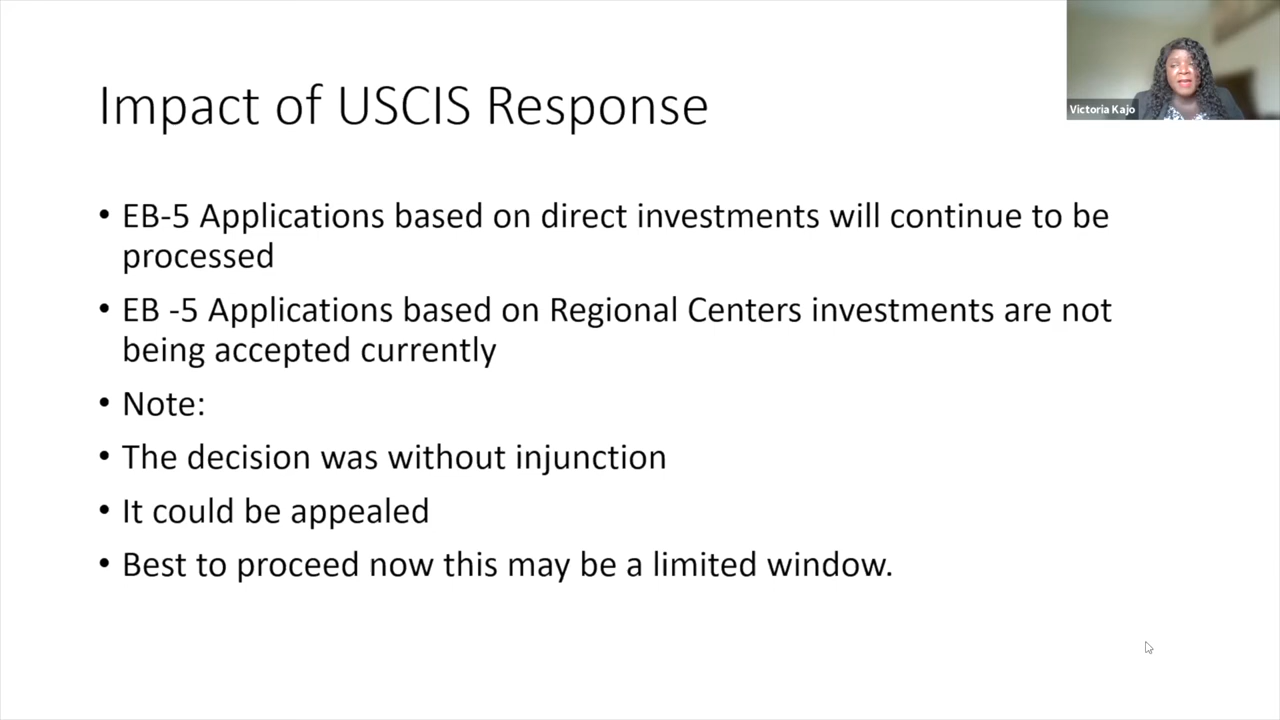 Impact of USCIS Response
Victoria Kajo
• EB-5 Applications based on direct investments will continue to be
processed
• EB -5 Applications based on Regional Centers investments are not
being accepted currently
• Note:
• The decision was without injunction
• It could be appealed
• Best to proceed now this may be a limited window.